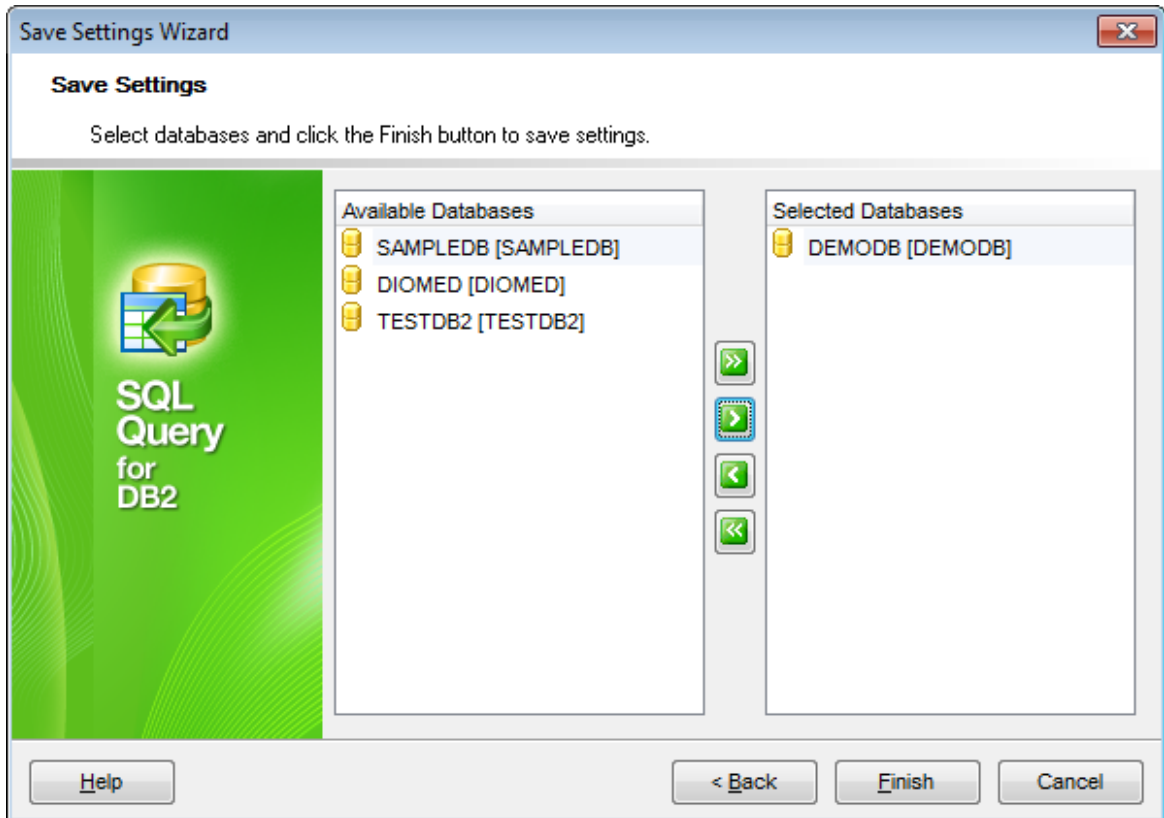 Save Settings Wizard
Save Settings
Select databases and click the Finish button to save settings.
SQL
Query
for
DB2
Available Databases
SAMPLEDB [SAMPLEDB]
DIOMED [DIOMED]
TESTDB2 [TESTDB2]
Selected Databases
DEMODB [DEMODB]
Help
< Back
Finish
Cancel